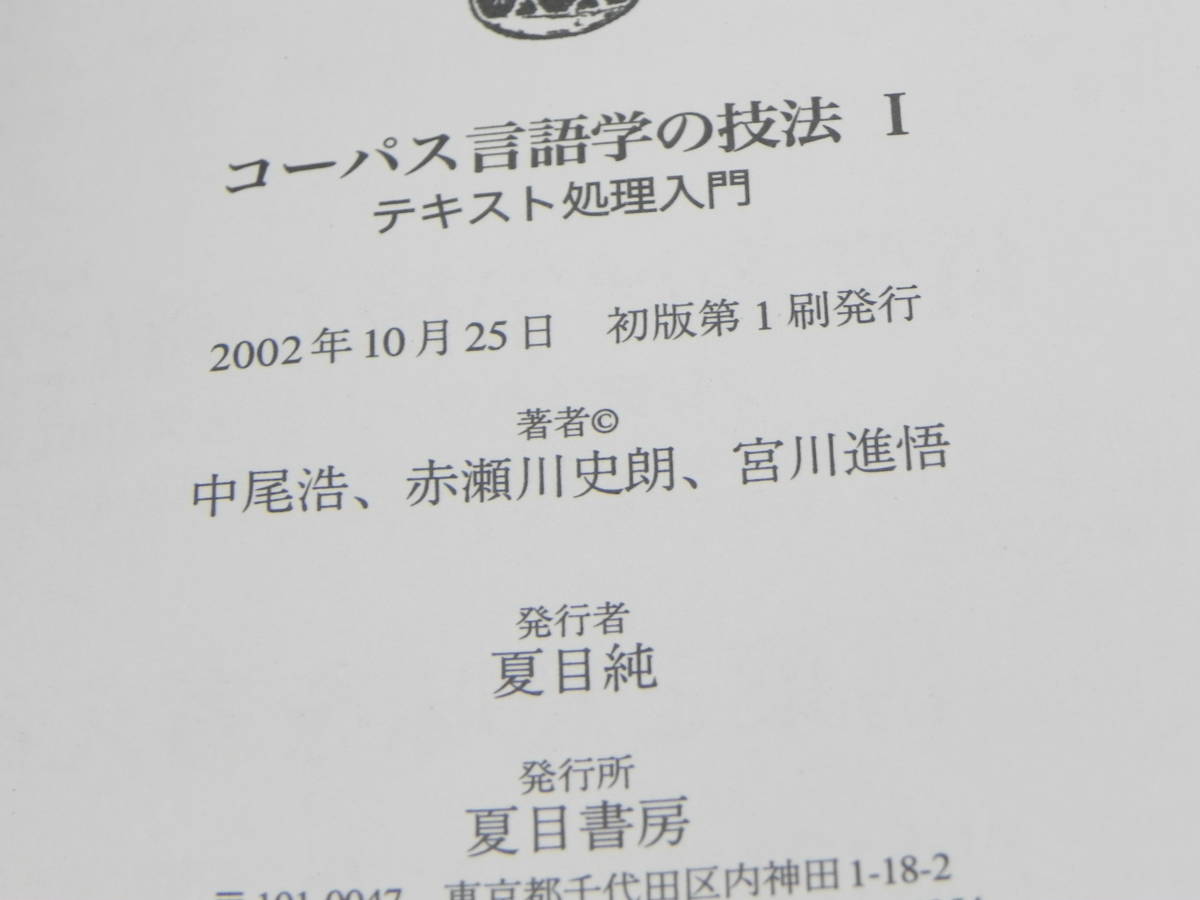 コーパス言語学の技法 I
テキスト処理入門
2002年10月25日 初版第1刷発行
著者©
中尾浩、赤瀬川史朗、宮川進悟
発行者
夏目純
発行所
夏目書房
〒101-0047 東京都千代田区内神田1-18-2